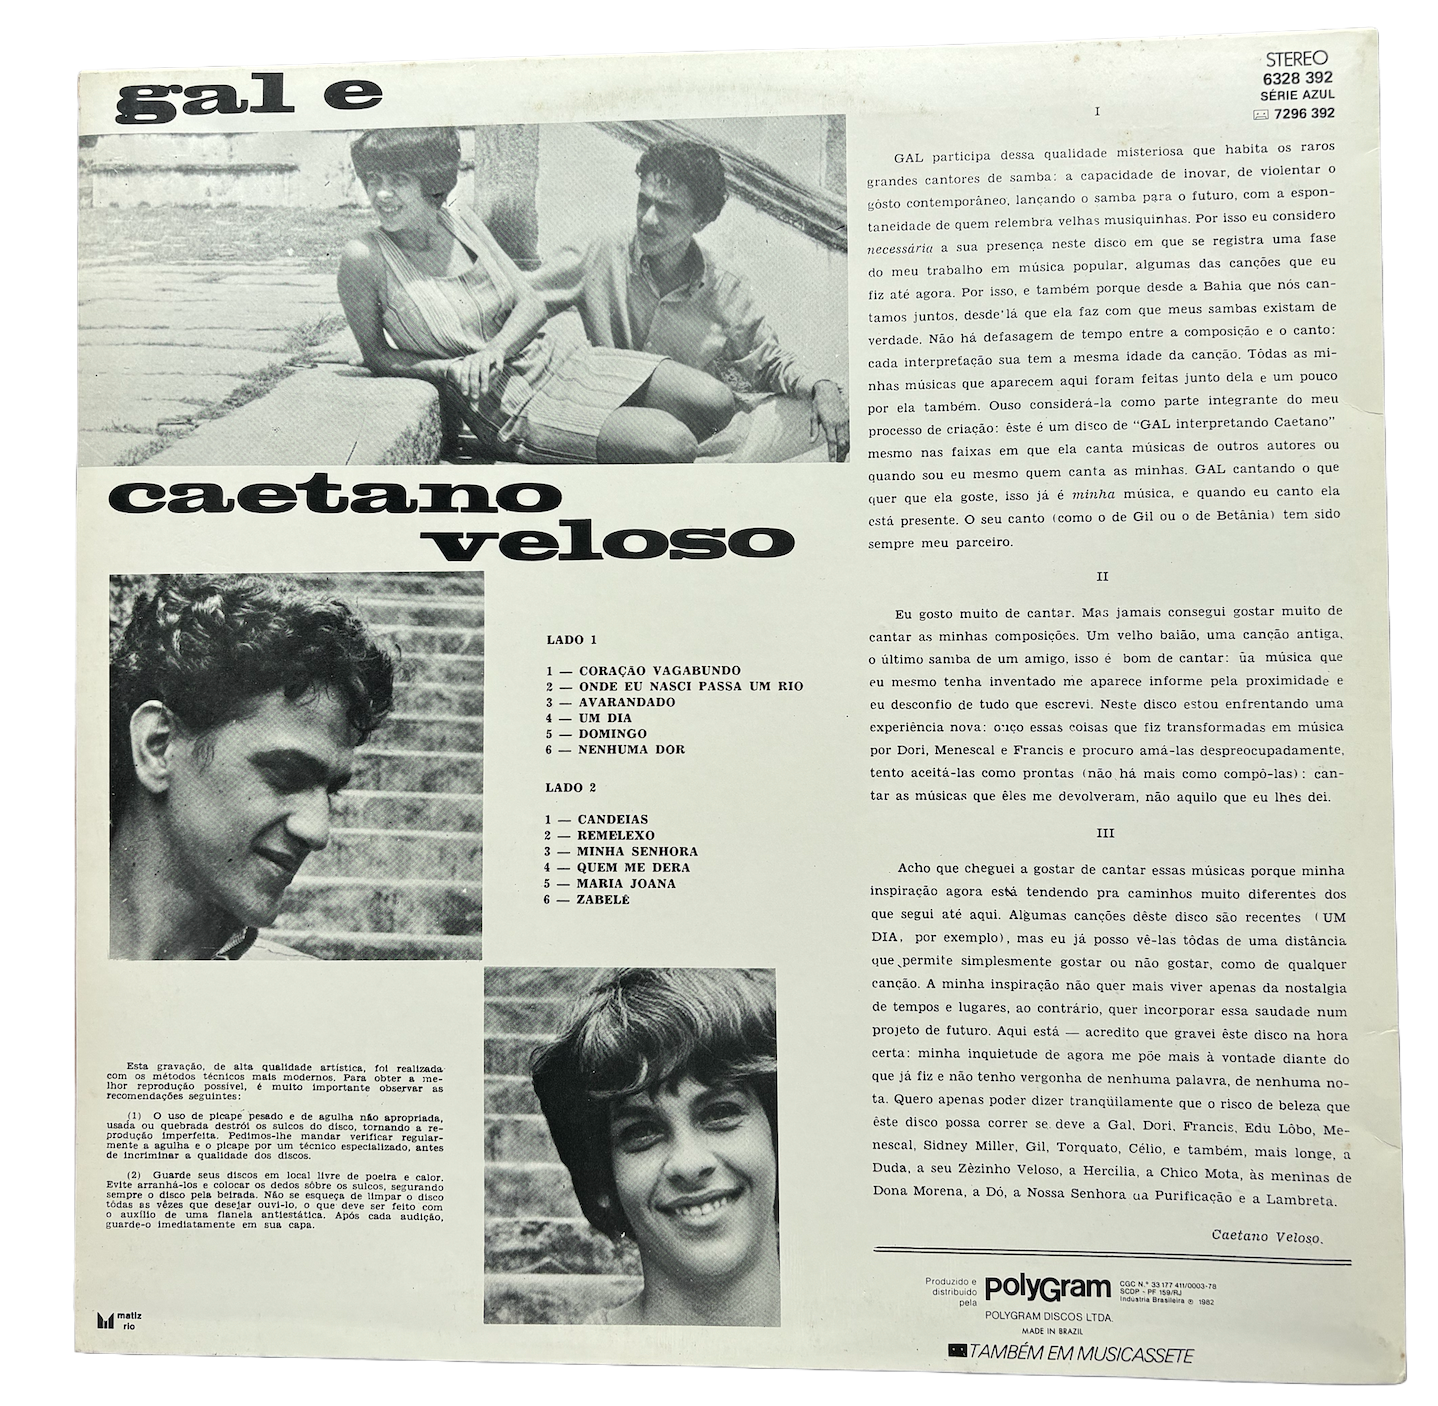 gal e
caetano
veloso
STEREO
6328 392
SÉRIE AZUL
7296 392
I
GAL participa dessa qualidade misteriosa que habita os raros
grandes cantores de samba: a capacidade de inovar, de violentar o
gôsto contemporâneo, lançando o samba para o futuro, com a espon-
taneidade de quem relembra velhas musiquinhas. Por isso eu considero
necessária a sua presença neste disco em que se registra uma fase
do meu trabalho em música popular, algumas das canções que eu
fiz até agora. Por isso, e também porque desde a Bahia que nós can-
tamos juntos, desde'lá que ela faz com que meus sambas existam de
verdade. Não há defasagem de tempo entre a composição e o canto:
cada interpretação sua tem a mesma idade da canção. Tôdas as mi-
nhas músicas que aparecem aqui foram feitas junto dela e um pouco
por ela também. Ouso considerá-la como parte integrante do meu
processo de criação: êste é um disco de "GAL interpretando Caetano"
mesmo nas faixas em que ela canta músicas de outros autores ou
quando sou eu mesmo quem canta as minhas. GAL cantando o que
quer que ela goste, isso já é minha música, e quando eu canto ela
está presente. O seu canto (como o de Gil ou o de Betânia) tem sido
sempre meu parceiro.
II
Eu gosto muito de cantar. Mas jamais consegui gostar muito de
cantar as minhas composições. Um velho baião, uma canção antiga,
o último samba de um amigo, isso é bom de cantar: ũa música que
eu mesmo tenha inventado me aparece informe pela proximidade e
eu desconfio de tudo que escrevi. Neste disco estou enfrentando uma
experiência nova: ouço essas coisas que fiz transformadas em música
por Dori, Menescal e Francis e procuro amá-las despreocupadamente,
tento aceitá-las como prontas (não há mais como compô-las): can-
tar as músicas que êles me devolveram, não aquilo que eu lhes dei.
III
Acho que cheguei a gostar de cantar essas músicas porque minha
inspiração agora está tendendo pra caminhos muito diferentes dos
que segui até aqui. Algumas canções dêste disco são recentes (UM
DIA, por exemplo), mas eu já posso vê-las tôdas de uma distância
que permite simplesmente gostar ou não gostar, como de qualquer
canção. A minha inspiração não quer mais viver apenas da nostalgia
de tempos e lugares, ao contrário, quer incorporar essa saudade num
projeto de futuro. Aqui está — acredito que gravei êste disco na hora
certa: minha inquietude de agora me põe mais à vontade diante do
que já fiz e não tenho vergonha de nenhuma palavra, de nenhuma no-
ta. Quero apenas poder dizer tranqüilamente que o risco de beleza que
êste disco possa correr se deve a Gal, Dori, Francis, Edu Lôbo, Me-
nescal, Sidney Miller, Gil, Torquato, Célio, e também, mais longe, a
Duda, a seu Zèzinho Veloso, a Hercília, a Chico Mota, às meninas de
Dona Morena, a Dó, a Nossa Senhora da Purificação e a Lambreta.
Caetano Veloso.
LADO 1
1 — CORAÇÃO VAGABUNDO
2 — ONDE EU NASCI PASSA UM RIO
3 — AVARANDADO
4 — UM DIA
5 — DOMINGO
6 — NENHUMA DOR
LADO 2
1 — CANDEIAS
2 — REMELEXO
3 — MINHA SENHORA
4 — QUEM ME DERA
5 — MARIA JOANA
6 — ZABELÊ
Esta gravação, de alta qualidade artística, foi realizada
com os métodos técnicos mais modernos. Para obter a me-
lhor reprodução possível, é muito importante observar as
recomendações seguintes:
(1) O uso de picape pesado e de agulha não apropriada,
usada ou quebrada destrói os sulcos do disco, tornando a re-
produção imperfeita. Pedimos-lhe mandar verificar regular-
mente a agulha e o picape por um técnico especializado, antes
de incriminar a qualidade dos discos.
(2) Guarde seus discos em local livre de poeira e calor.
Evite arranhá-los e colocar os dedos sôbre os sulcos, segurando
sempre o disco pela beirada. Não se esqueça de limpar o disco
tôdas as vêzes que desejar ouvi-lo, o que deve ser feito com
o auxílio de uma flanela antiestática. Após cada audição,
guarde-o imediatamente em sua capa.
matiz
rio
Produzido e
distribuído
pela
polyGram
CGC N.° 33 177 411/0003-78
SCDP - PF 159/RJ
Indústria Brasileira ℗ 1982
POLYGRAM DISCOS LTDA.
MADE IN BRAZIL
TAMBÉM EM MUSICASSETE